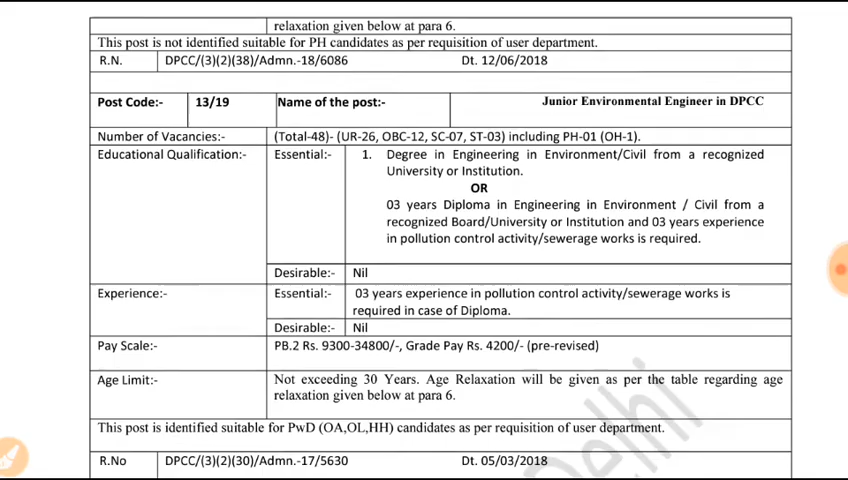 relaxation given below at para 6.
This post is not identified suitable for PH candidates as per requisition of user department.
R.N. DPCC/(3)(2)(38)/Admn.-18/6086 Dt. 12/06/2018
Post Code:- 13/19 Name of the post:- Junior Environmental Engineer in DPCC
Number of Vacancies:- (Total-48)- (UR-26, OBC-12, SC-07, ST-03) including PH-01 (OH-1).
Educational Qualification:- Essential:- 1. Degree in Engineering in Environment/Civil from a recognized
University or Institution.
OR
03 years Diploma in Engineering in Environment / Civil from a
recognized Board/University or Institution and 03 years experience
in pollution control activity/sewerage works is required.
Desirable:- Nil
Experience:- Essential:- 03 years experience in pollution control activity/sewerage works is
required in case of Diploma.
Desirable:- Nil
Pay Scale:- PB.2 Rs. 9300-34800/-, Grade Pay Rs. 4200/- (pre-revised)
Age Limit:- Not exceeding 30 Years. Age Relaxation will be given as per the table regarding age
relaxation given below at para 6.
This post is identified suitable for PwD (OA,OL,HH) candidates as per requisition of user department.
R.No DPCC/(3)(2)(30)/Admn.-17/5630 Dt. 05/03/2018
Delhi